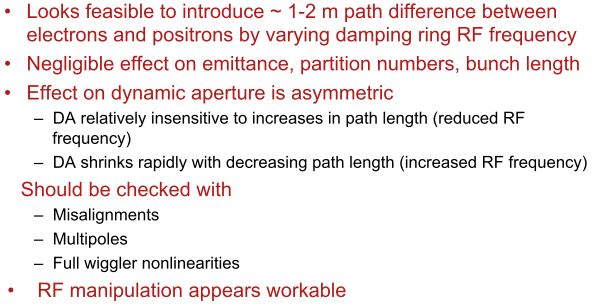 • Looks feasible to introduce ~ 1-2 m path difference between
electrons and positrons by varying damping ring RF frequency
• Negligible effect on emittance, partition numbers, bunch length
• Effect on dynamic aperture is asymmetric
– DA relatively insensitive to increases in path length (reduced RF
frequency)
– DA shrinks rapidly with decreasing path length (increased RF frequency)
Should be checked with
– Misalignments
– Multipoles
– Full wiggler nonlinearities
• RF manipulation appears workable